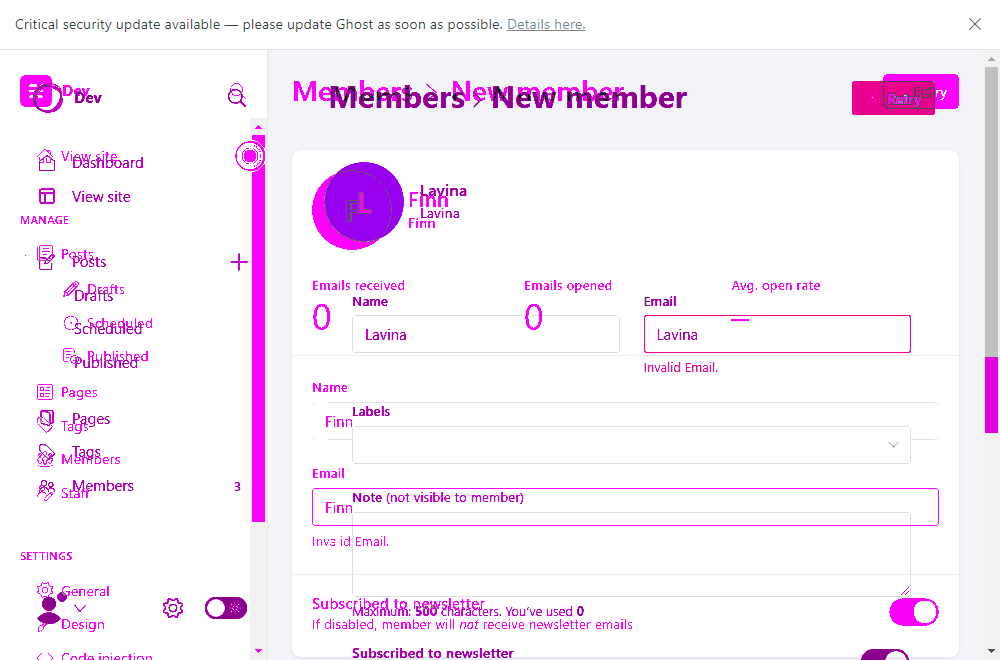 Critical security update available — please update Ghost as soon as possible. Details here.
Dev
Dev
Members > New member
Members > New member
Retry
Retry
View site
Dashboard
View site
MANAGE
Posts
Posts
Drafts
Drafts
Scheduled
Scheduled
Published
Published
Pages
Pages
Tags
Tags
Members
Members
3
Staff
SETTINGS
General
Design
Code injection
F
L
Lavina
Finn
Lavina
Finn
Emails received
0
Emails opened
0
Avg. open rate
—
Name
Lavina
Email
Lavina
Invalid Email.
Name
Finn
Labels
Email
Finn
Note (not visible to member)
Invalid Email.
Subscribed to newsletter
Maximum: 500 characters. You've used 0
If disabled, member will not receive newsletter emails
Subscribed to newsletter